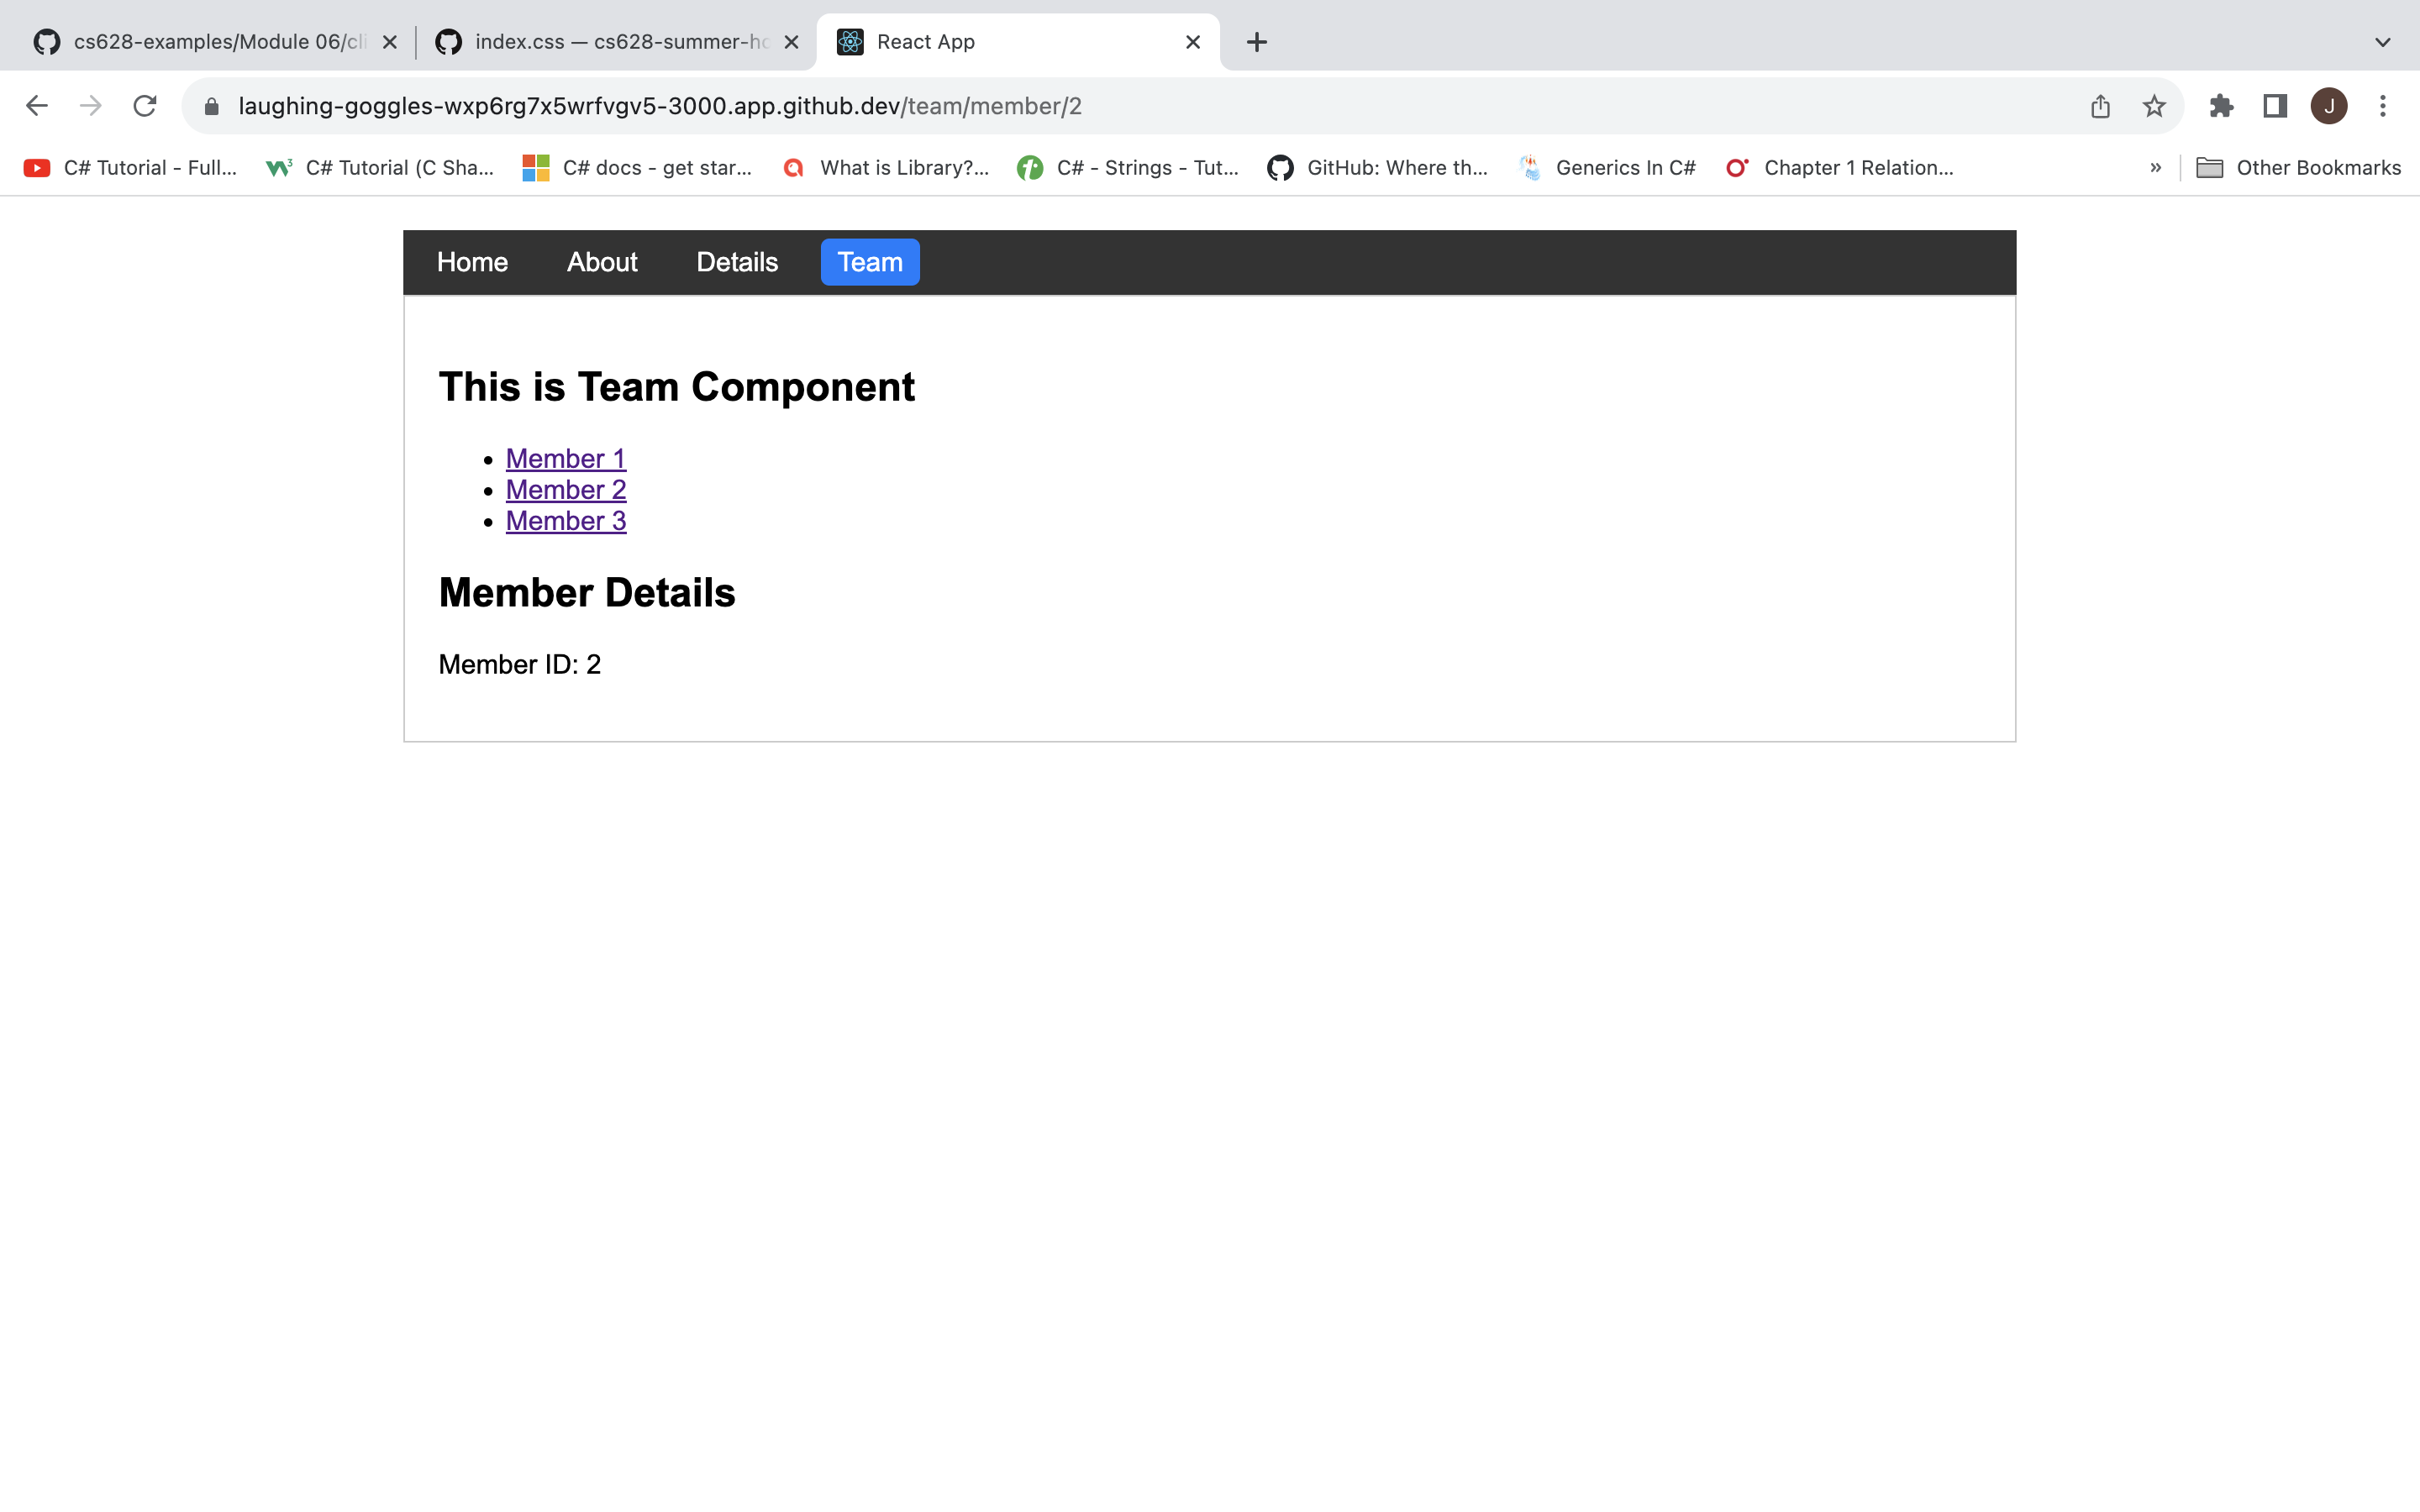 cs628-examples/Module 06/cli
index.css — cs628-summer-ho
React App
laughing-goggles-wxp6rg7x5wrfvgv5-3000.app.github.dev/team/member/2
J
C# Tutorial - Full...
C# Tutorial (C Sha...
C# docs - get star...
What is Library?...
C# - Strings - Tut...
GitHub: Where th...
Generics In C#
Chapter 1 Relation...
»
Other Bookmarks
Home About Details Team
This is Team Component
• Member 1
• Member 2
• Member 3
Member Details
Member ID: 2